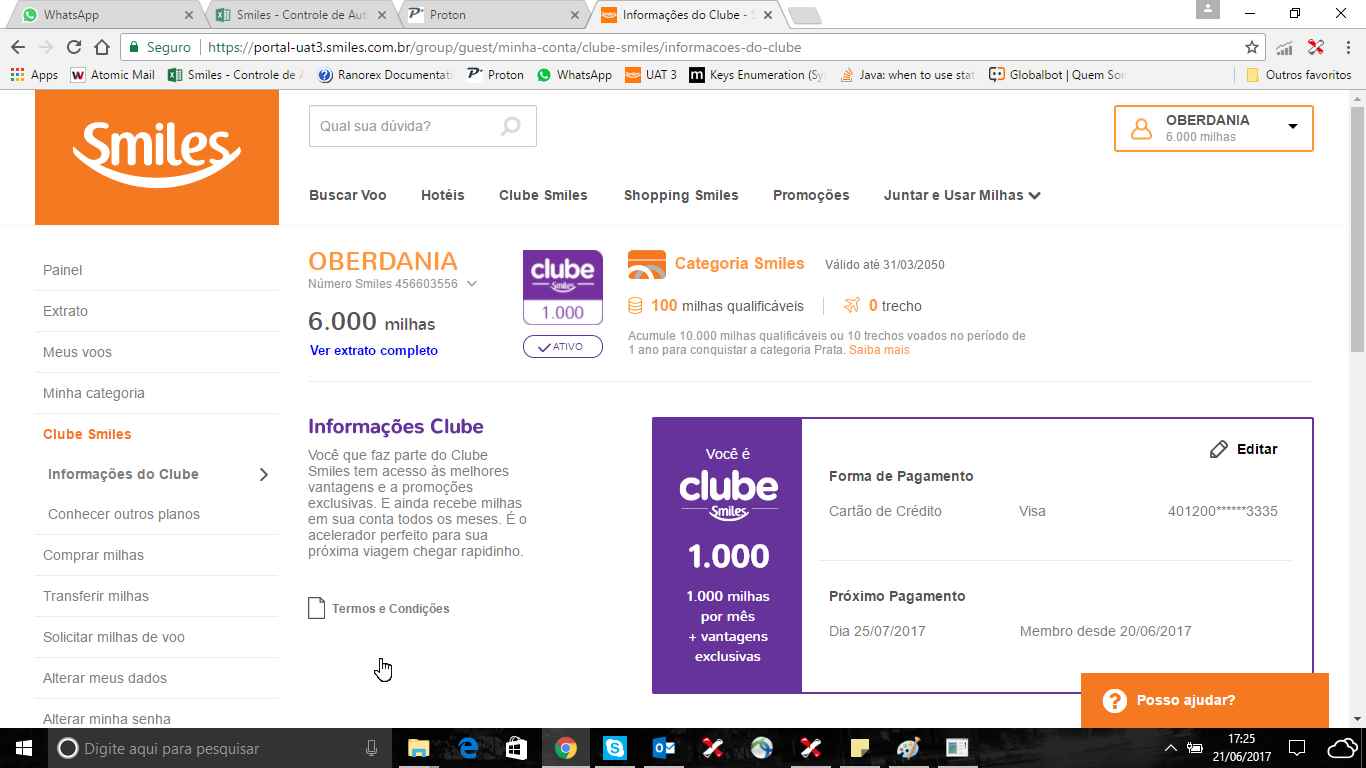 WhatsApp
Smiles - Controle de Aut
Proton
Informações do Clube - S
Seguro
https://portal-uat3.smiles.com.br/group/guest/minha-conta/clube-smiles/informacoes-do-clube
Apps
Atomic Mail
Smiles - Controle de A
Ranorex Documentati
Proton
WhatsApp
UAT 3
Keys Enumeration (Sy
Java: when to use stat
Globalbot | Quem Som
Outros favoritos
Smiles
Qual sua dúvida?
OBERDANIA
6.000 milhas
Buscar Voo
Hotéis
Clube Smiles
Shopping Smiles
Promoções
Juntar e Usar Milhas
Painel
Extrato
Meus voos
Minha categoria
Clube Smiles
Informações do Clube
Conhecer outros planos
Comprar milhas
Transferir milhas
Solicitar milhas de voo
Alterar meus dados
Alterar minha senha
OBERDANIA
Número Smiles 456603556
6.000 milhas
Ver extrato completo
clube
Smiles
1.000
ATIVO
Categoria Smiles
Válido até 31/03/2050
100 milhas qualificáveis
0 trecho
Acumule 10.000 milhas qualificáveis ou 10 trechos voados no período de
1 ano para conquistar a categoria Prata. Saiba mais
Informações Clube
Você que faz parte do Clube
Smiles tem acesso às melhores
vantagens e a promoções
exclusivas. E ainda recebe milhas
em sua conta todos os meses. É o
acelerador perfeito para sua
próxima viagem chegar rapidinho.
Termos e Condições
Você é
clube
Smiles
1.000
1.000 milhas
por mês
+ vantagens
exclusivas
Editar
Forma de Pagamento
Cartão de Crédito
Visa
401200******3335
Próximo Pagamento
Dia 25/07/2017
Membro desde 20/06/2017
Posso ajudar?
Digite aqui para pesquisar
17:25
21/06/2017